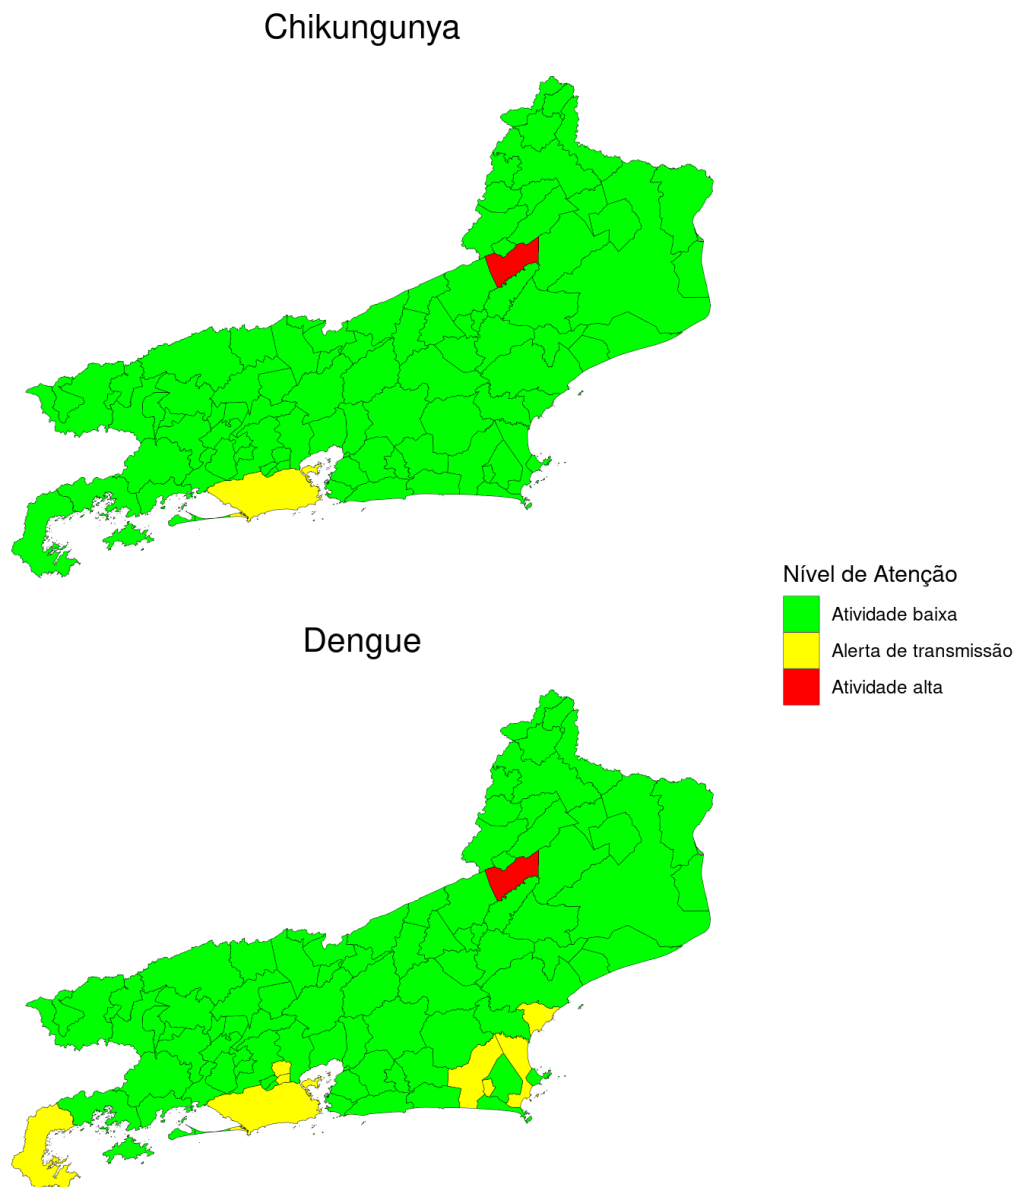 Chikungunya
Nível de Atenção
Atividade baixa
Alerta de transmissão
Atividade alta
Dengue